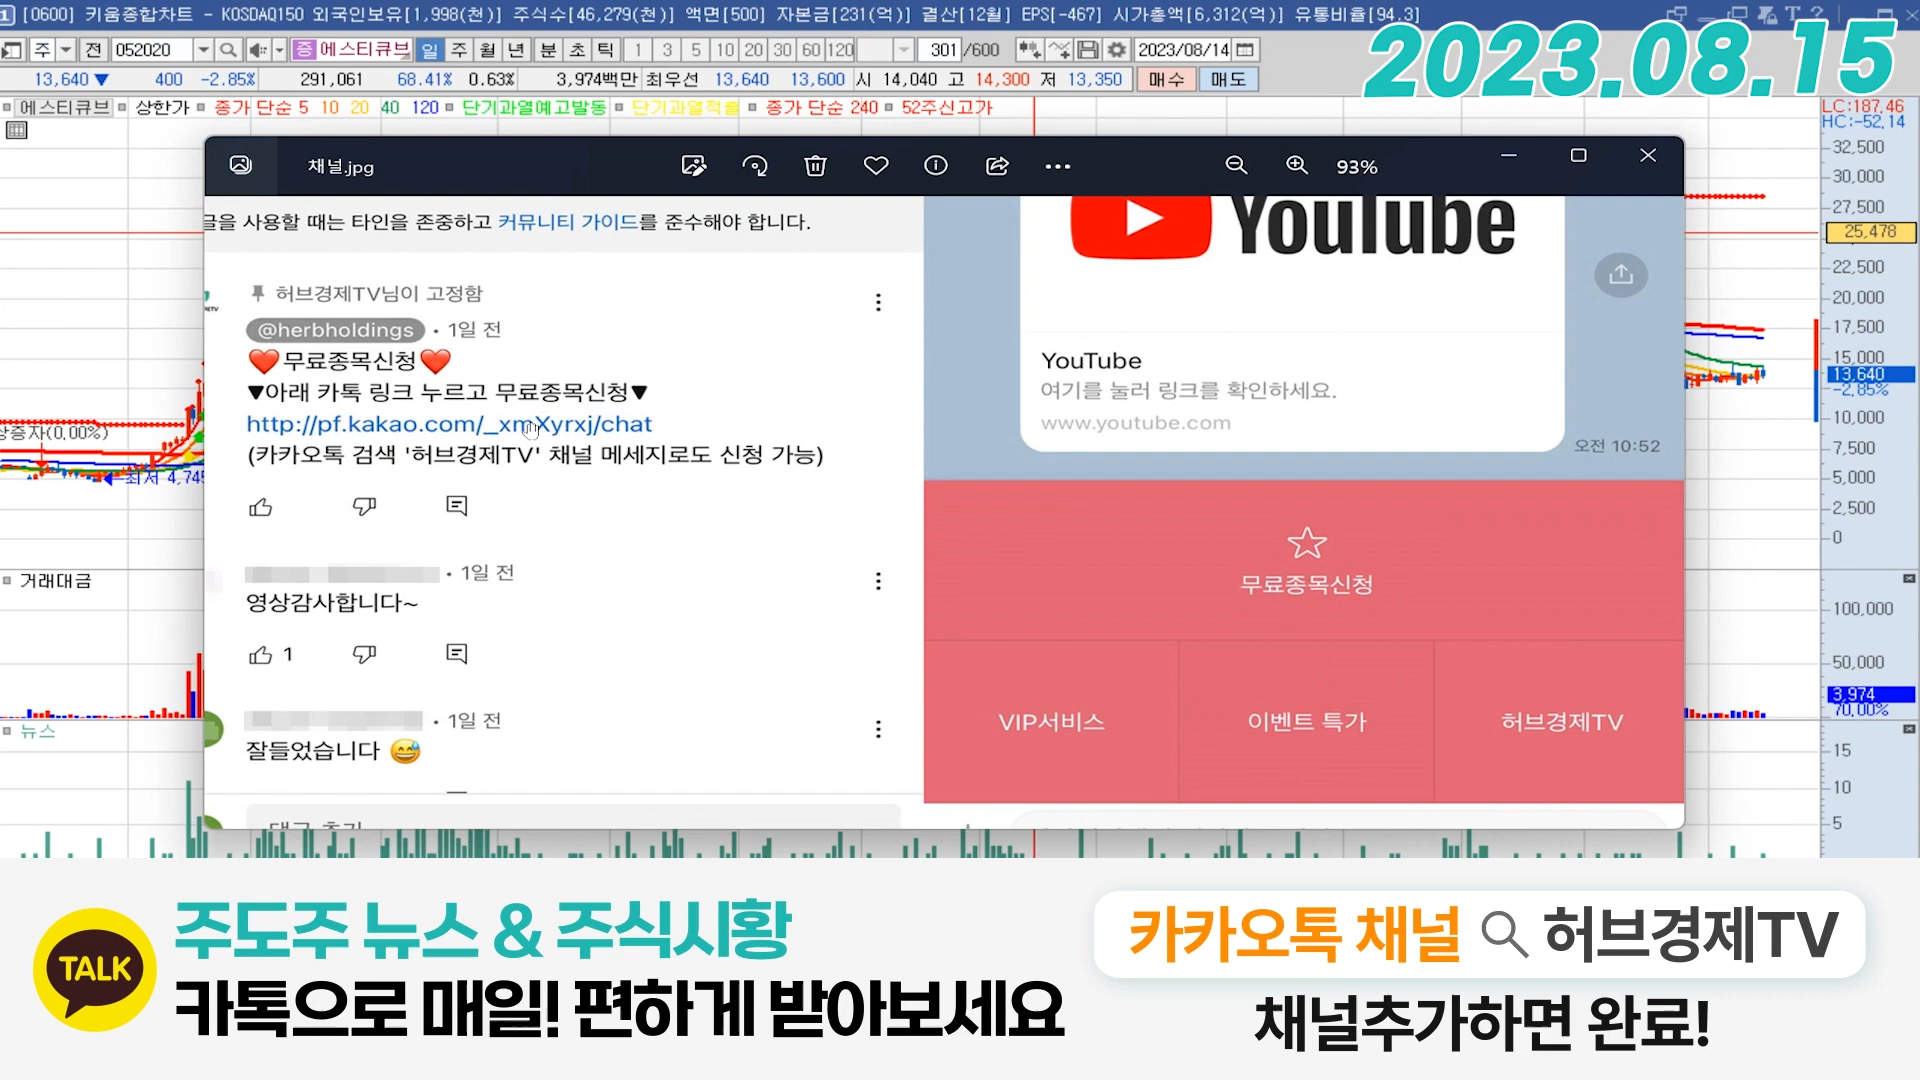 [0600] 키움종합차트 - KOSDAQ150 외국인보유[1,998(천)] 주식수[46,279(천)] 액면[500] 자본금[231(억)] 결산[12월] EPS[-467] 시가총액[6,312(억)] 유통비율[94.3]
주 전 052020 증 에스티큐브 일 주 월 년 분 초 틱 1 3 5 10 20 30 60 120 301 /600 2023/08/14
2023.08.15
13,640 ▼ 400 -2.85% 291,061 68.41% 0.63% 3,974백만 최우선 13,640 13,600 시 14,040 고 14,300 저 13,350 매수 매도
에스티큐브 상한가 종가 단순 5 10 20 40 120 단기과열예고발동 단기과열적출 종가 단순 240 52주신고가
LC:187.46
HC:-52.14
32,500
30,000
27,500
25,478
22,500
20,000
17,500
15,000
13,640
-2.85%
10,000
7,500
5,000
2,500
0
채널.jpg
93%
글을 사용할 때는 타인을 존중하고 커뮤니티 가이드를 준수해야 합니다.
허브경제TV님이 고정함
@herbholdings · 1일 전
❤️무료종목신청❤️
▼아래 카톡 링크 누르고 무료종목신청▼
http://pf.kakao.com/_xmXyrxj/chat
(카카오톡 검색 '허브경제TV' 채널 메세지로도 신청 가능)
· 1일 전
영상감사합니다~
1
· 1일 전
잘들었습니다 😅
YouTube
YouTube
여기를 눌러 링크를 확인하세요.
www.youtube.com
오전 10:52
무료종목신청
VIP서비스
이벤트 특가
허브경제TV
상증자(0.00%)
최저 4,745
거래대금
100,000
50,000
3,974
70.00%
뉴스
15
10
5
TALK
주도주 뉴스 & 주식시황
카톡으로 매일! 편하게 받아보세요
카카오톡 채널 허브경제TV
채널추가하면 완료!